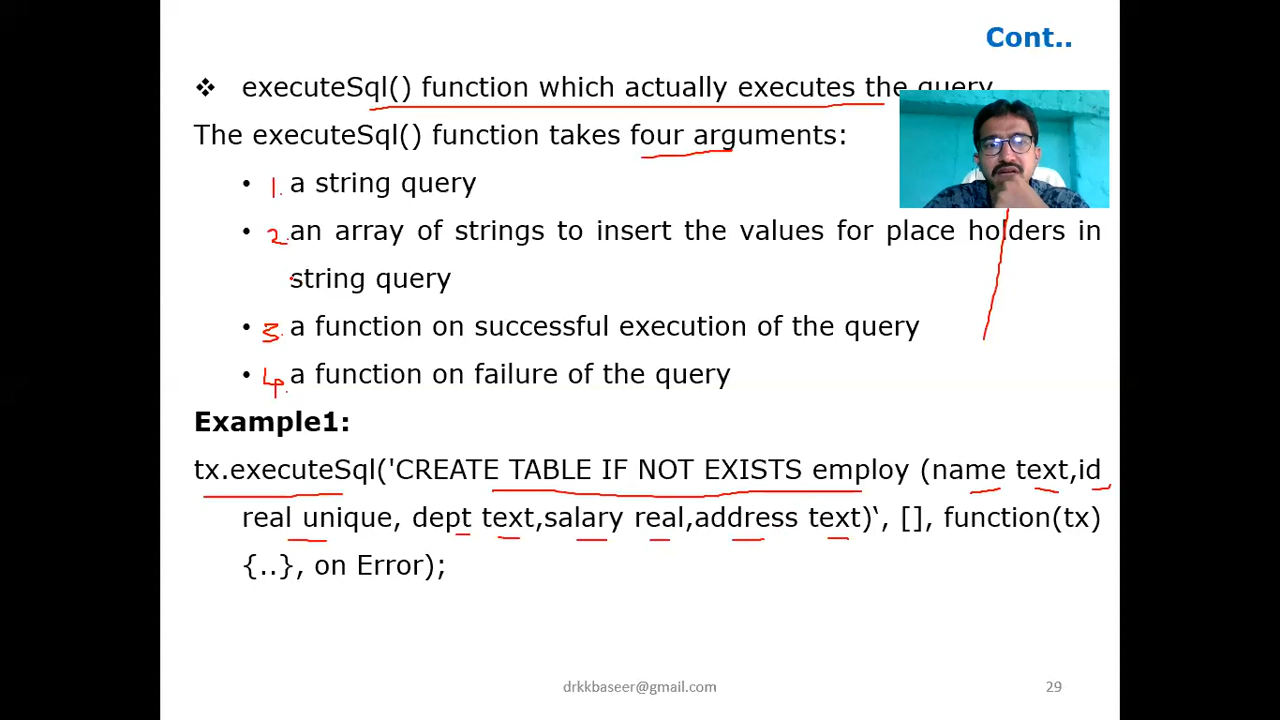 Cont..
❖ executeSql() function which actually executes the query
The executeSql() function takes four arguments:
• 1. a string query
• 2. an array of strings to insert the values for place holders in
string query
• 3. a function on successful execution of the query
• 4. a function on failure of the query
Example1:
tx.executeSql('CREATE TABLE IF NOT EXISTS employ (name text,id
real unique, dept text,salary real,address text)‘, [], function(tx)
{..}, on Error);
drkkbaseer@gmail.com
29